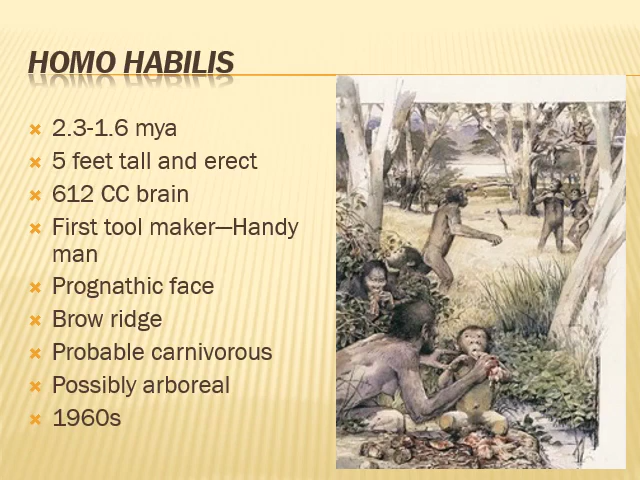 HOMO HABILIS
2.3-1.6 mya
5 feet tall and erect
612 CC brain
First tool maker—Handy
man
Prognathic face
Brow ridge
Probable carnivorous
Possibly arboreal
1960s